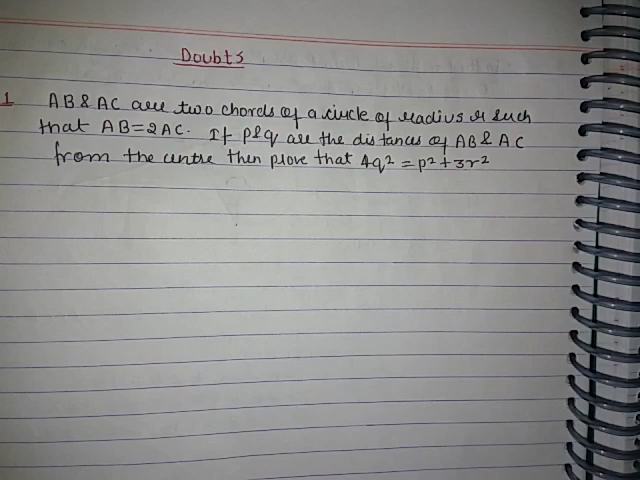 Doubts
1 AB & AC are two chords of a circle of radius r such
that AB=2AC. If p&q are the distances of AB & AC
from the centre then prove that 4q² = p²+3r²